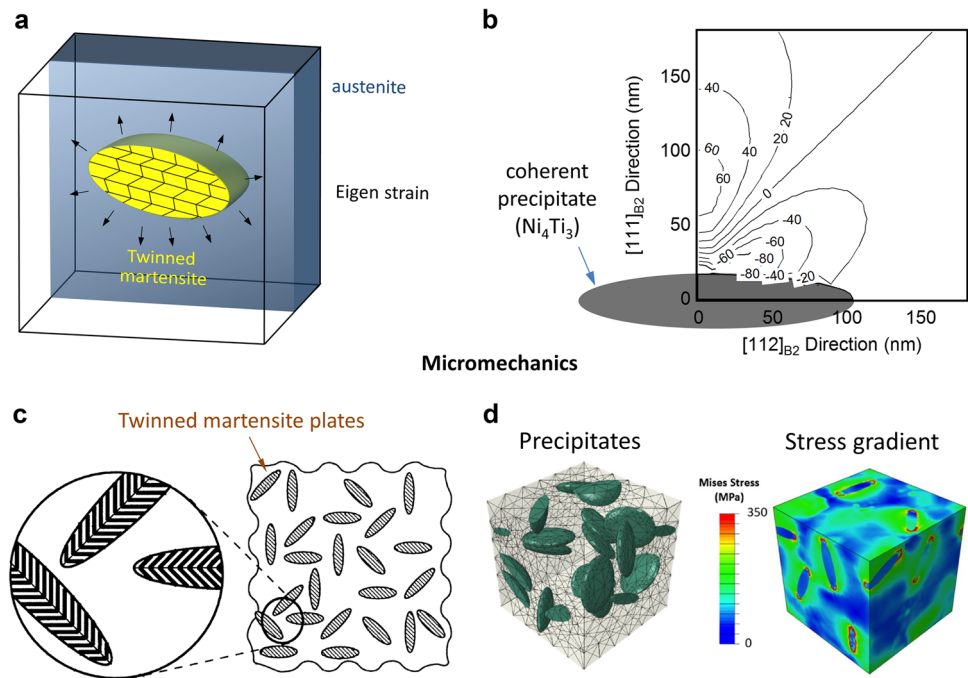 a
austenite
Eigen strain
Twinned
martensite
b
coherent
precipitate
(Ni₄Ti₃)
[111]B2 Direction (nm)
150
100
50
0
40
60
60
40
20
20
40
0
-40
-60
-60
-60
-80
-80
-40
-20
0
50
100
150
[112]B2 Direction (nm)
Micromechanics
c
Twinned martensite plates
d
Precipitates
Stress gradient
Mises Stress
(MPa)
350
0